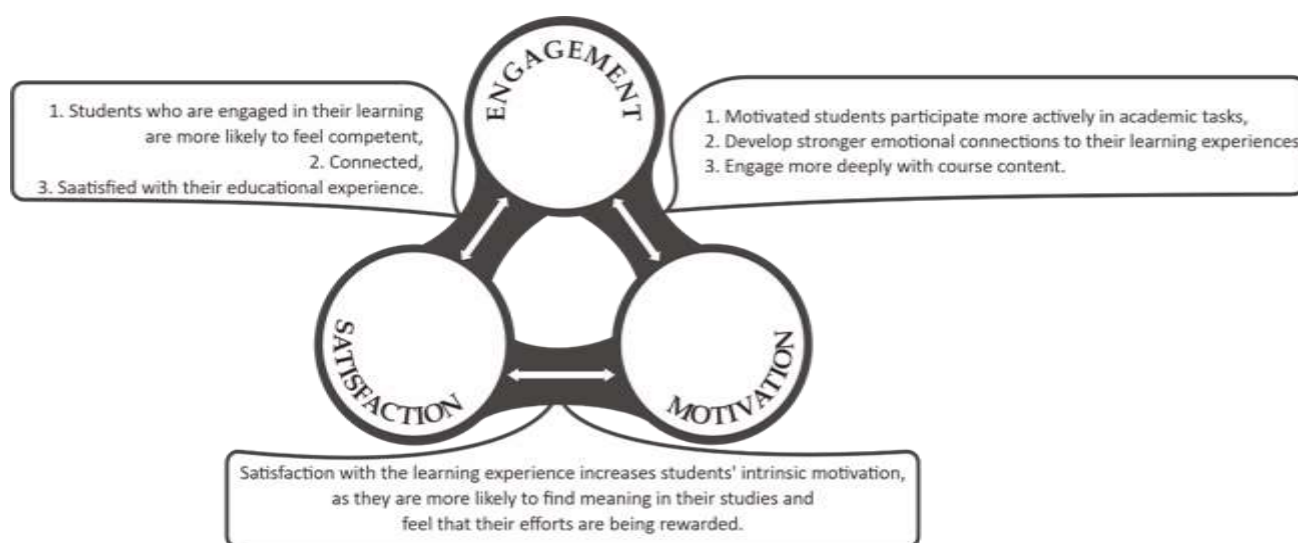 ENGAGEMENT
1. Students who are engaged in their learning
are more likely to feel competent,
2. Connected,
3. Saatisfied with their educational experience.
1. Motivated students participate more actively in academic tasks,
2. Develop stronger emotional connections to their learning experiences
3. Engage more deeply with course content.
SATISFACTION
MOTIVATION
Satisfaction with the learning experience increases students' intrinsic motivation,
as they are more likely to find meaning in their studies and
feel that their efforts are being rewarded.